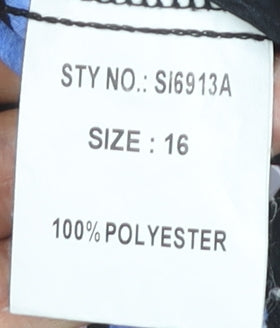 STY NO.: Si6913A
SIZE : 16
100% POLYESTER